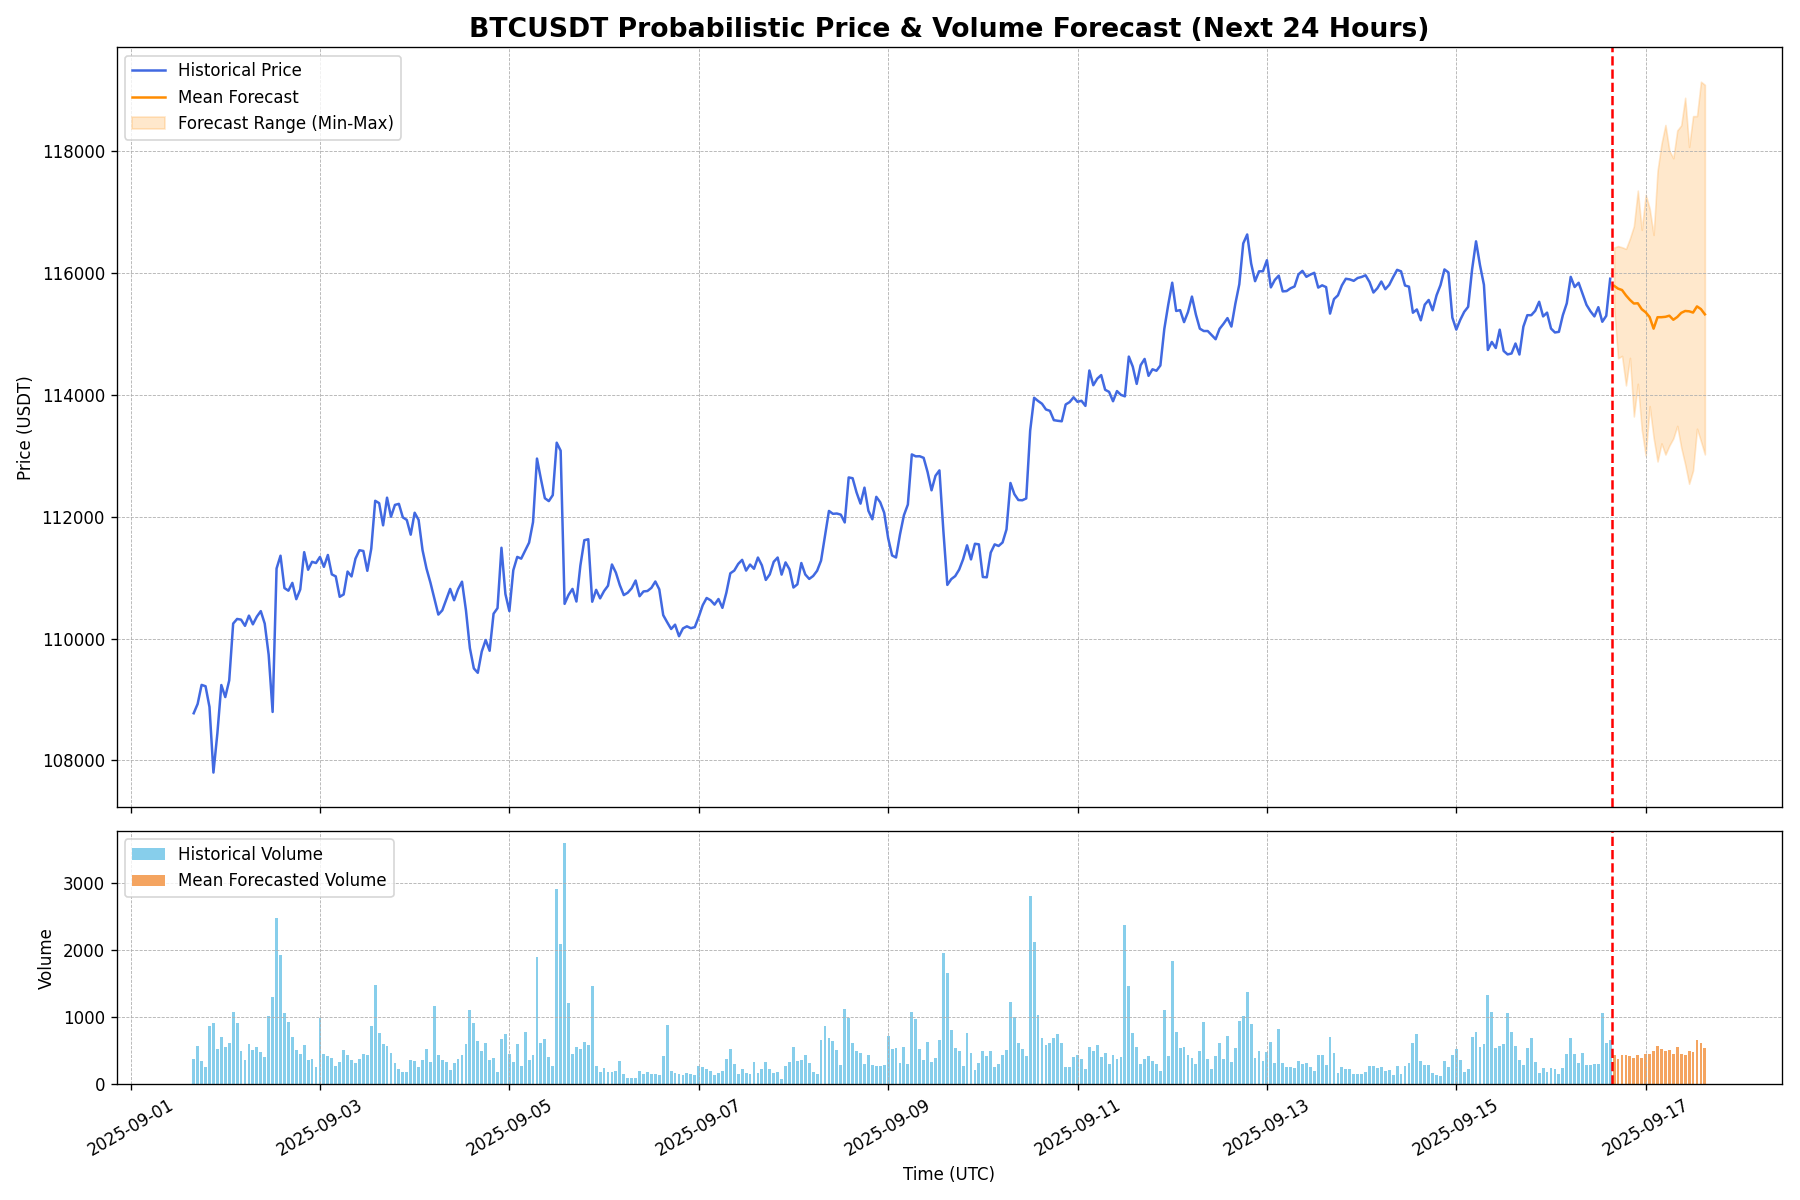 BTCUSDT Probabilistic Price & Volume Forecast (Next 24 Hours)
Historical Price
Mean Forecast
Forecast Range (Min-Max)
118000
116000
114000
112000
110000
108000
Price (USDT)
Historical Volume
Mean Forecasted Volume
3000
2000
1000
0
Volume
2025-09-01
2025-09-03
2025-09-05
2025-09-07
2025-09-09
2025-09-11
2025-09-13
2025-09-15
2025-09-17
Time (UTC)